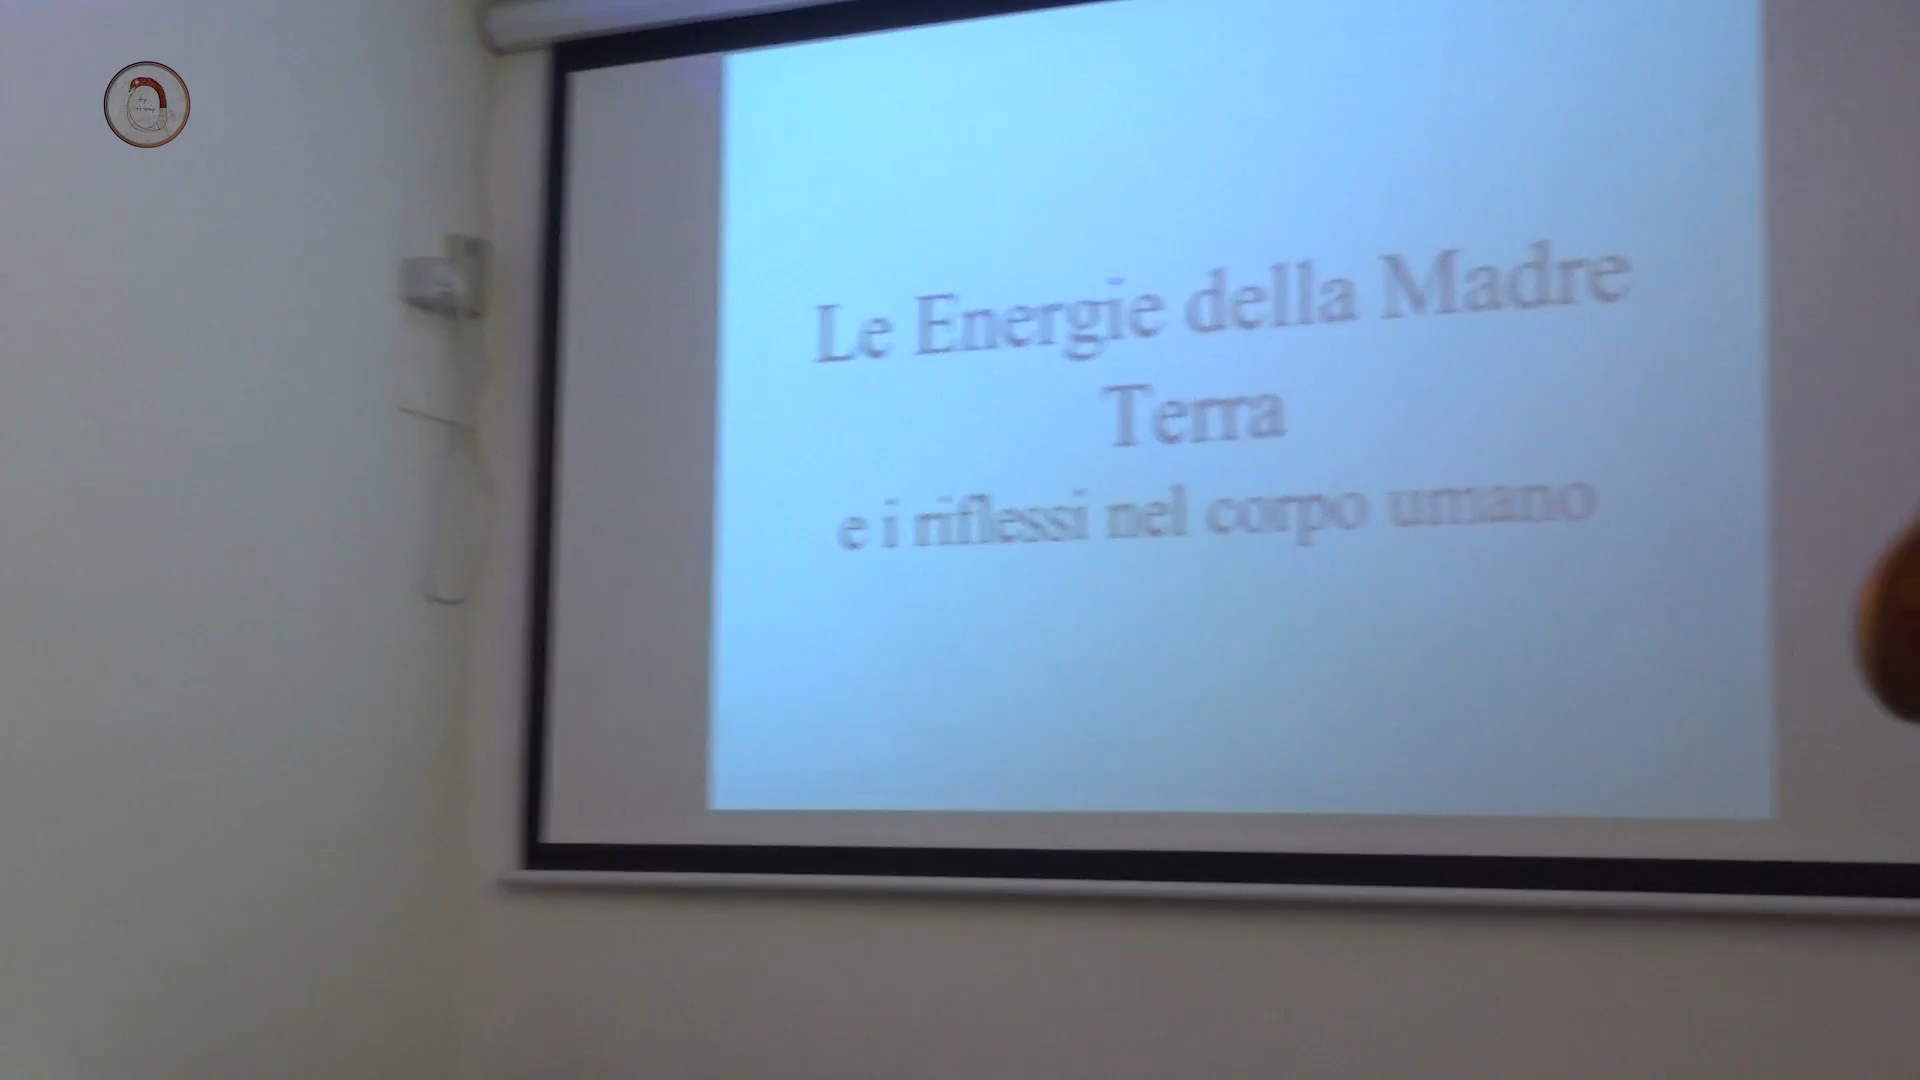 Le Energie della Madre
Terra
e i riflessi nel corpo umano